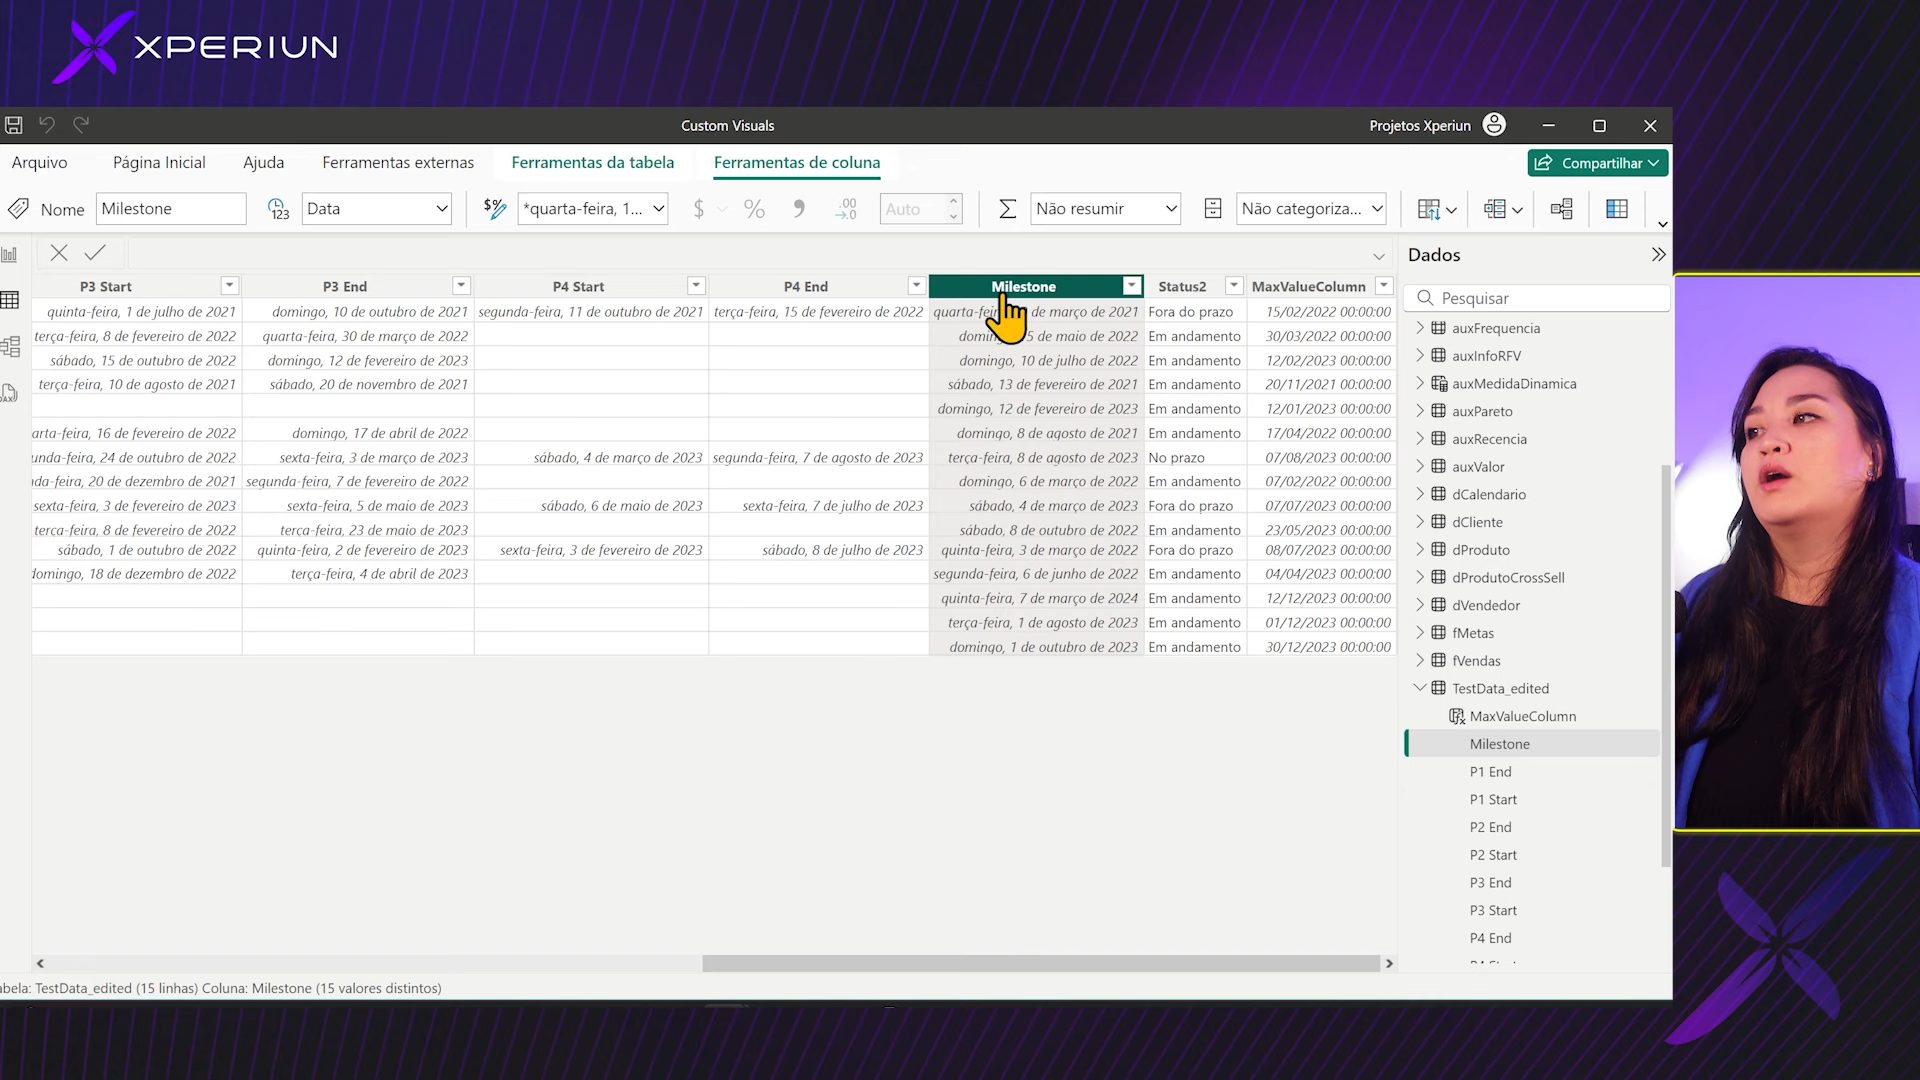 XPERIUN
Custom Visuals
Projetos Xperiun
Arquivo
Página Inicial
Ajuda
Ferramentas externas
Ferramentas da tabela
Ferramentas de coluna
Compartilhar
Nome
Milestone
Data
*quarta-feira, 1...
$
%
Auto
Não resumir
Não categoriza...
Dados
Pesquisar
P3 Start
P3 End
P4 Start
P4 End
Milestone
Status2
MaxValueColumn
quinta-feira, 1 de julho de 2021
domingo, 10 de outubro de 2021
segunda-feira, 11 de outubro de 2021
terça-feira, 15 de fevereiro de 2022
quarta-fei
de março de 2021
Fora do prazo
15/02/2022 00:00:00
terça-feira, 8 de fevereiro de 2022
quarta-feira, 30 de março de 2022
5 de maio de 2022
Em andamento
30/03/2022 00:00:00
sábado, 15 de outubro de 2022
domingo, 12 de fevereiro de 2023
domingo, 10 de julho de 2022
Em andamento
12/02/2023 00:00:00
terça-feira, 10 de agosto de 2021
sábado, 20 de novembro de 2021
sábado, 13 de fevereiro de 2021
Em andamento
20/11/2021 00:00:00
domingo, 12 de fevereiro de 2023
Em andamento
12/01/2023 00:00:00
arta-feira, 16 de fevereiro de 2022
domingo, 17 de abril de 2022
domingo, 8 de agosto de 2021
Em andamento
17/04/2022 00:00:00
unda-feira, 24 de outubro de 2022
sexta-feira, 3 de março de 2023
sábado, 4 de março de 2023
segunda-feira, 7 de agosto de 2023
terça-feira, 8 de agosto de 2023
No prazo
07/08/2023 00:00:00
da-feira, 20 de dezembro de 2021
segunda-feira, 7 de fevereiro de 2022
domingo, 6 de março de 2022
Em andamento
07/02/2022 00:00:00
sexta-feira, 3 de fevereiro de 2023
sexta-feira, 5 de maio de 2023
sábado, 6 de maio de 2023
sexta-feira, 7 de julho de 2023
sábado, 4 de março de 2023
Fora do prazo
07/07/2023 00:00:00
terça-feira, 8 de fevereiro de 2022
terça-feira, 23 de maio de 2023
sábado, 8 de outubro de 2022
Em andamento
23/05/2023 00:00:00
sábado, 1 de outubro de 2022
quinta-feira, 2 de fevereiro de 2023
sexta-feira, 3 de fevereiro de 2023
sábado, 8 de julho de 2023
quinta-feira, 3 de março de 2022
Fora do prazo
08/07/2023 00:00:00
domingo, 18 de dezembro de 2022
terça-feira, 4 de abril de 2023
segunda-feira, 6 de junho de 2022
Em andamento
04/04/2023 00:00:00
quinta-feira, 7 de março de 2024
Em andamento
12/12/2023 00:00:00
terça-feira, 1 de agosto de 2023
Em andamento
01/12/2023 00:00:00
domingo, 1 de outubro de 2023
Em andamento
30/12/2023 00:00:00
auxFrequencia
auxInfoRFV
auxMedidaDinamica
auxPareto
auxRecencia
auxValor
dCalendario
dCliente
dProduto
dProdutoCrossSell
dVendedor
fMetas
fVendas
TestData_edited
MaxValueColumn
Milestone
P1 End
P1 Start
P2 End
P2 Start
P3 End
P3 Start
P4 End
abela: TestData_edited (15 linhas) Coluna: Milestone (15 valores distintos)